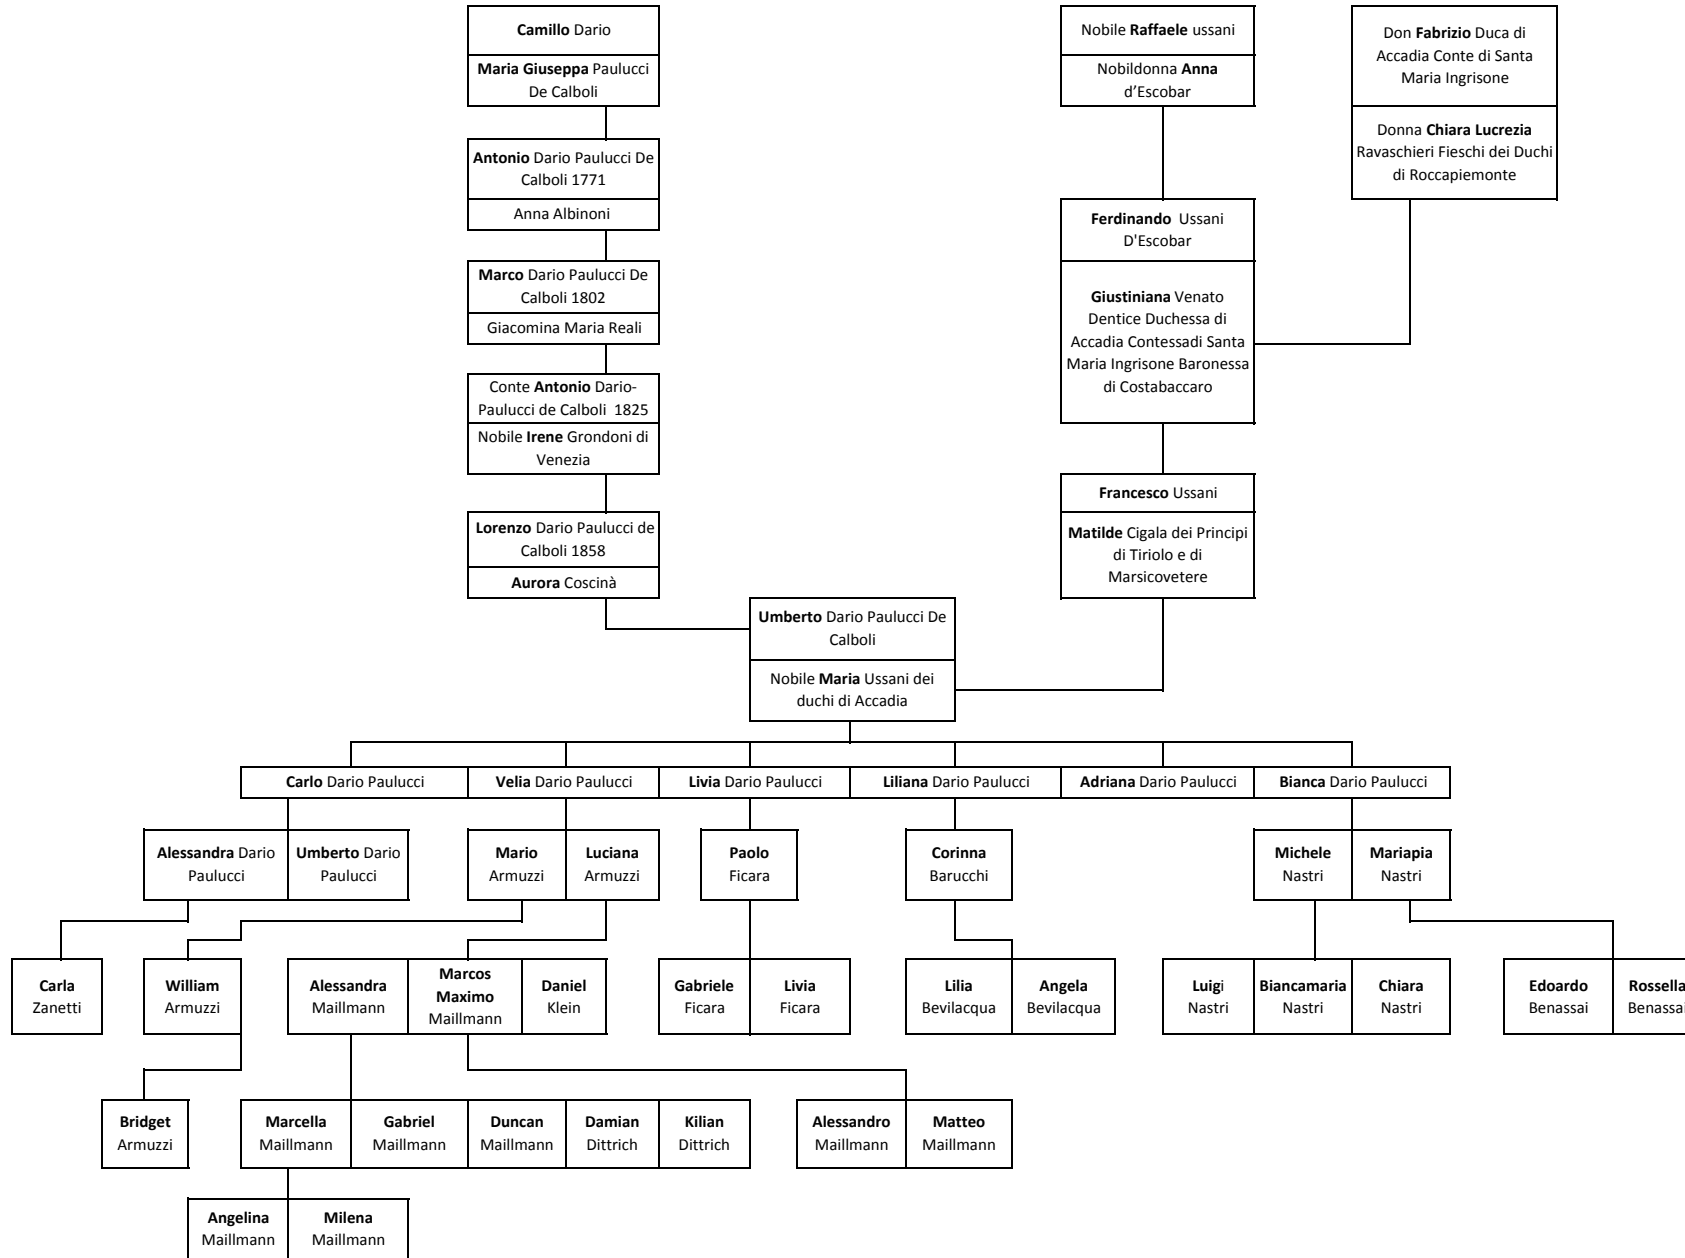 Camillo Dario
Maria Giuseppa Paulucci
De Calboli
Nobile Raffaele ussani
Nobildonna Anna
d’Escobar
Don Fabrizio Duca di
Accadia Conte di Santa
Maria Ingrisone
Donna Chiara Lucrezia
Ravaschieri Fieschi dei Duchi
di Roccapiemonte
Antonio Dario Paulucci De
Calboli 1771
Anna Albinoni
Ferdinando Ussani
D'Escobar
Giustiniana Venato
Dentice Duchessa di
Accadia Contessadi Santa
Maria Ingrisone Baronessa
di Costabaccaro
Marco Dario Paulucci De
Calboli 1802
Giacomina Maria Reali
Conte Antonio Dario-
Paulucci de Calboli 1825
Nobile Irene Grondoni di
Venezia
Francesco Ussani
Matilde Cigala dei Principi
di Tiriolo e di
Marsicovetere
Lorenzo Dario Paulucci de
Calboli 1858
Aurora Coscinà
Umberto Dario Paulucci De
Calboli
Nobile Maria Ussani dei
duchi di Accadia
Carlo Dario Paulucci
Velia Dario Paulucci
Livia Dario Paulucci
Liliana Dario Paulucci
Adriana Dario Paulucci
Bianca Dario Paulucci
Alessandra Dario
Paulucci
Umberto Dario
Paulucci
Mario
Armuzzi
Luciana
Armuzzi
Paolo
Ficara
Corinna
Barucchi
Michele
Nastri
Mariapia
Nastri
Carla
Zanetti
William
Armuzzi
Alessandra
Maillmann
Marcos
Maximo
Maillmann
Daniel
Klein
Gabriele
Ficara
Livia
Ficara
Lilia
Bevilacqua
Angela
Bevilacqua
Luigi
Nastri
Biancamaria
Nastri
Chiara
Nastri
Edoardo
Benassai
Rossella
Benassai
Bridget
Armuzzi
Marcella
Maillmann
Gabriel
Maillmann
Duncan
Maillmann
Damian
Dittrich
Kilian
Dittrich
Alessandro
Maillmann
Matteo
Maillmann
Angelina
Maillmann
Milena
Maillmann